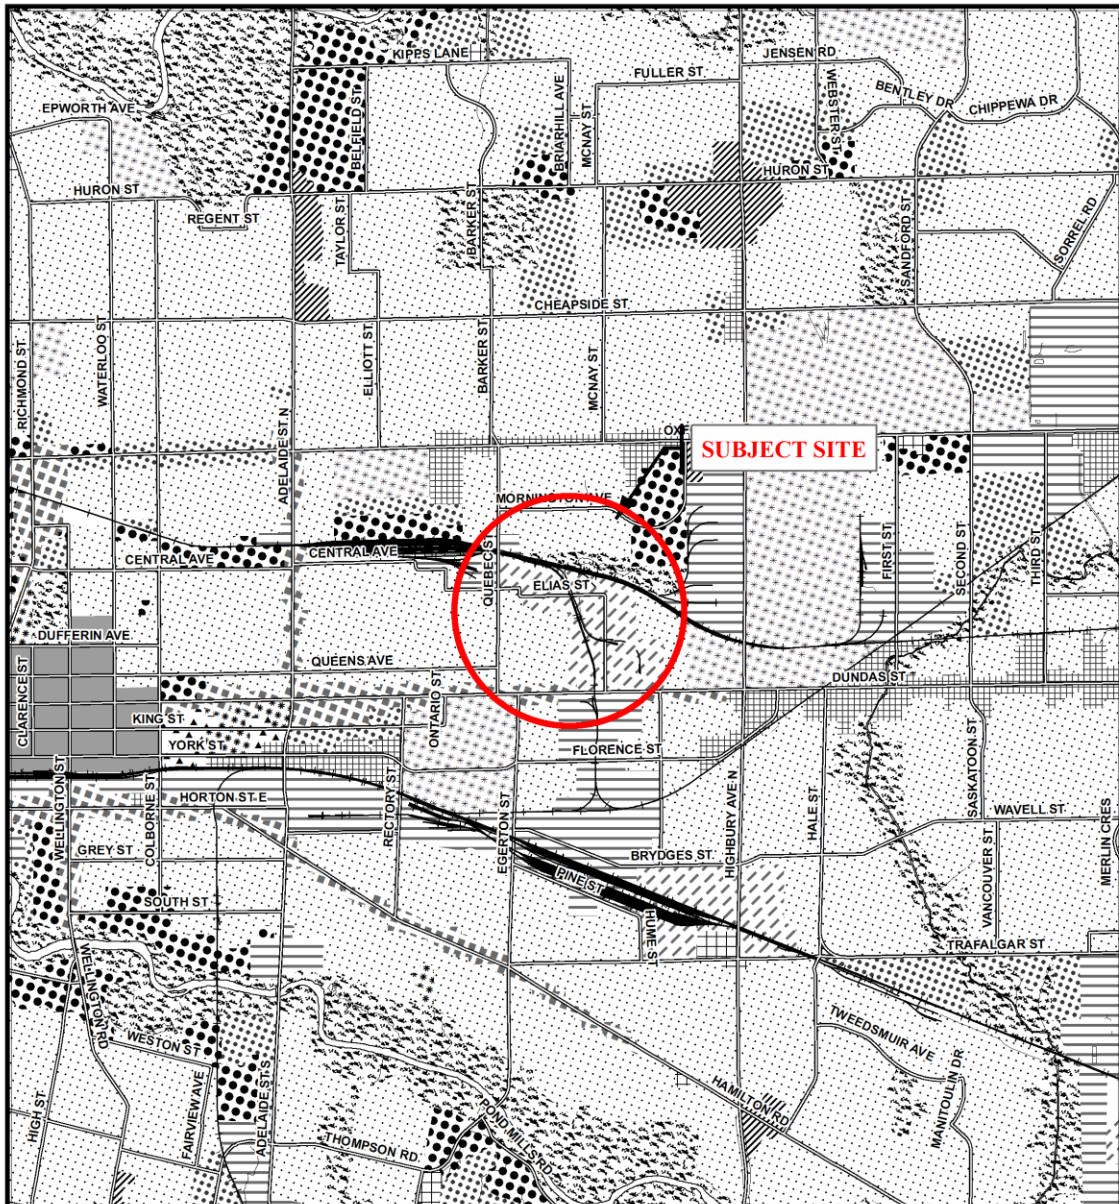 KIPPS LANE
JENSEN RD
FULLER ST
WEBSTER ST
BENTLEY DR
CHIPPEWA DR
EPWORTH AVE
BELFIELD ST
BRIARHILL AVE
MCNAY ST
HURON ST
HURON ST
REGENT ST
TAYLOR ST
BARKER ST
SANDFORD ST
SORREL RD
CHEAPSIDE ST
RICHMOND ST
WATERLOO ST
ELLIOTT ST
BARKER ST
MCNAY ST
ADELAIDE ST N
OXF
SUBJECT SITE
MORNINGTON AVE
CENTRAL AVE
CENTRAL AVE
QUEBEC S
ELIAS ST
FIRST ST
SECOND ST
THIRD ST
DUFFERIN AVE
QUEENS AVE
DUNDAS ST
CLARENCE ST
KING ST
ONTARIO ST
YORK ST
FLORENCE ST
WELLINGTON ST
COLBORNE ST
HORTON ST E
RECTORY ST
EGERTON ST
HIGHBURY AVE N
HALE ST
SASKATOON ST
WAVELL ST
MERLIN CRES
GREY ST
BRYDGES ST
PINE ST
VANCOUVER ST
SOUTH ST
HUME ST
TRAFALGAR ST
WELLINGTON RD
TWEEDSMUIR AVE
WESTON ST
MANITOULIN DR
HIGH ST
FAIRVIEW AVE
ADELAIDE ST S
THOMPSON RD
POND MILLS RD
HAMILTON RD